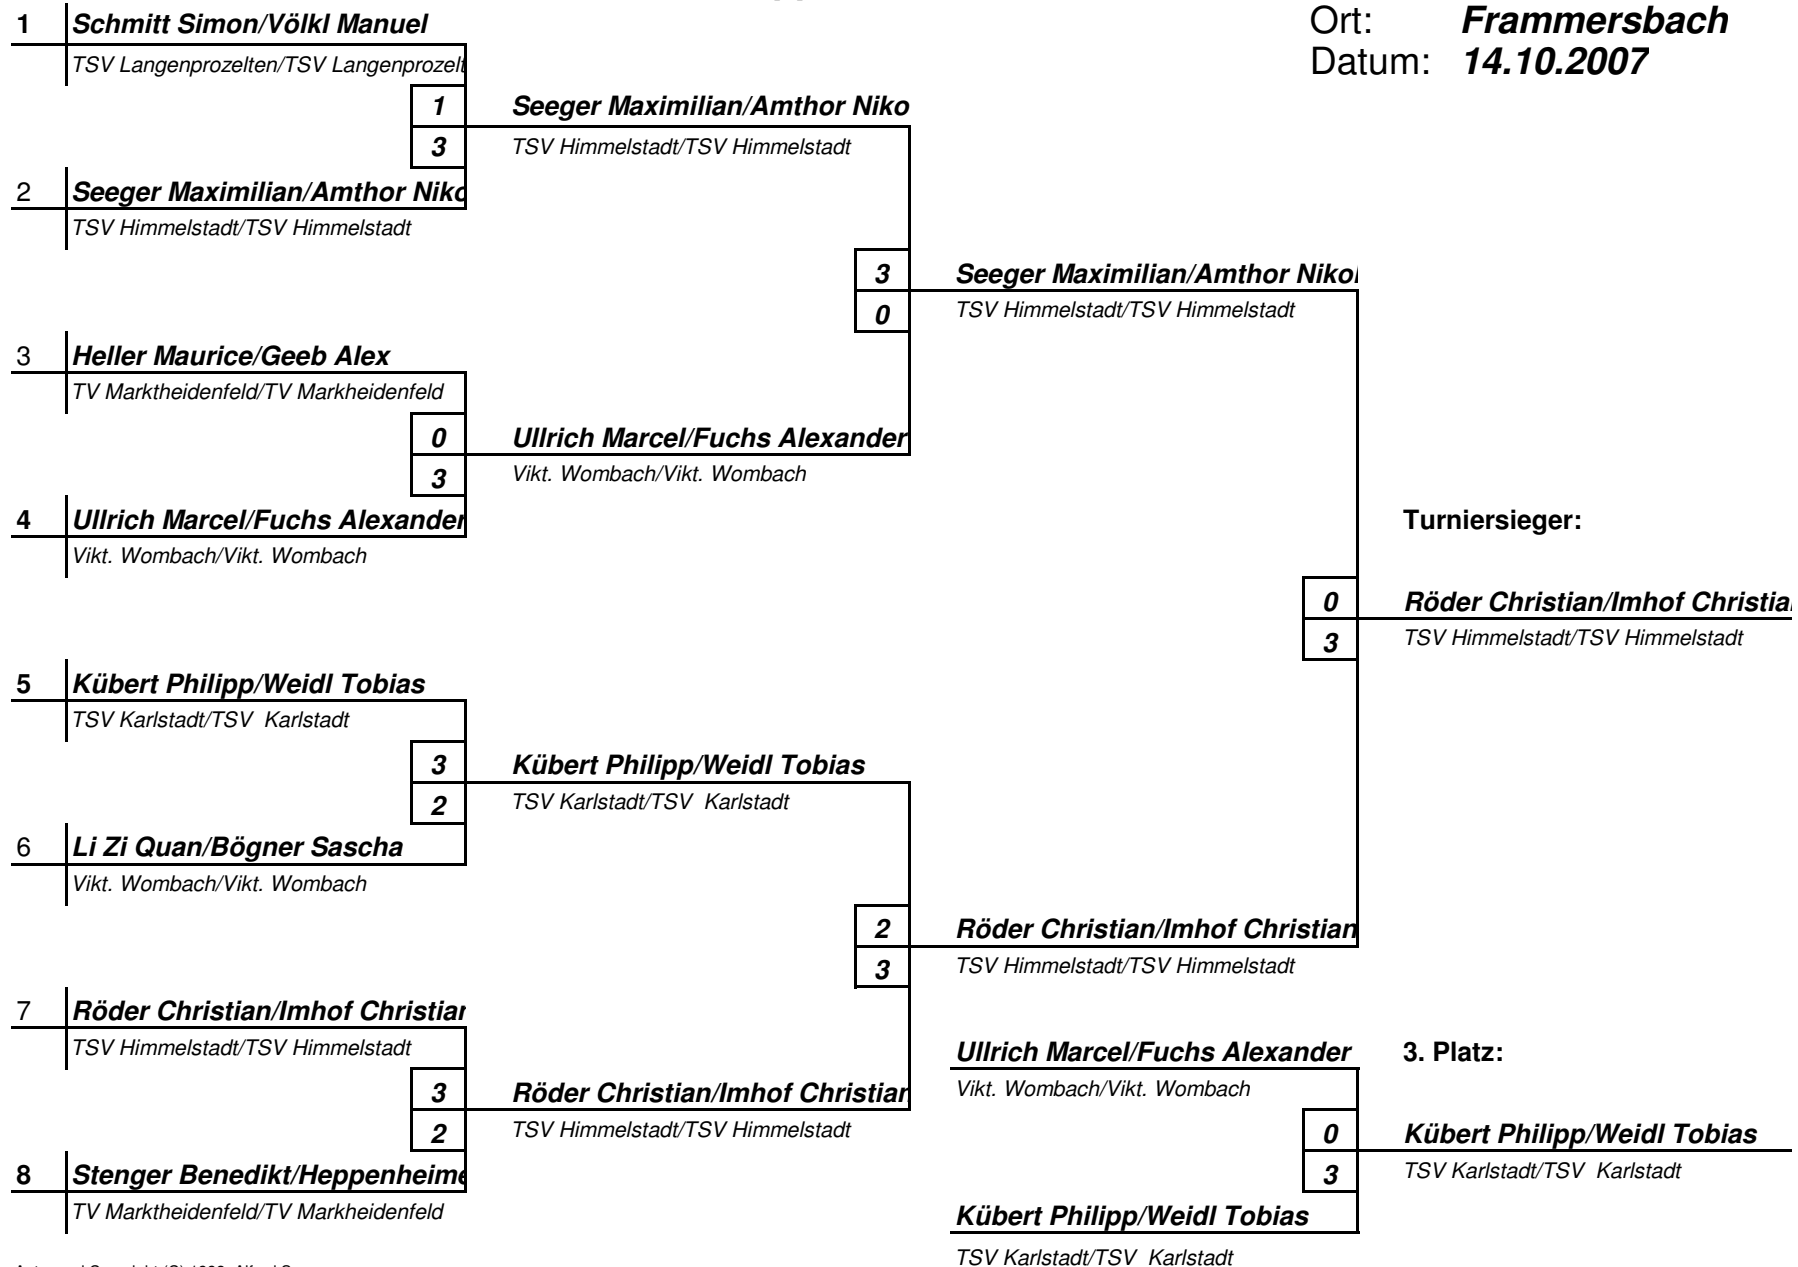 Ort: Frammersbach
Datum: 14.10.2007
1 Schmitt Simon/Völkl Manuel
TSV Langenprozelten/TSV Langenprozelt
1 Seeger Maximilian/Amthor Niko
3 TSV Himmelstadt/TSV Himmelstadt
2 Seeger Maximilian/Amthor Niko
TSV Himmelstadt/TSV Himmelstadt
3 Seeger Maximilian/Amthor Nikol
0 TSV Himmelstadt/TSV Himmelstadt
3 Heller Maurice/Geeb Alex
TV Marktheidenfeld/TV Markheidenfeld
0 Ullrich Marcel/Fuchs Alexander
3 Vikt. Wombach/Vikt. Wombach
4 Ullrich Marcel/Fuchs Alexander
Vikt. Wombach/Vikt. Wombach
Turniersieger:
0 Röder Christian/Imhof Christian
3 TSV Himmelstadt/TSV Himmelstadt
5 Kübert Philipp/Weidl Tobias
TSV Karlstadt/TSV  Karlstadt
3 Kübert Philipp/Weidl Tobias
2 TSV Karlstadt/TSV  Karlstadt
6 Li Zi Quan/Bögner Sascha
Vikt. Wombach/Vikt. Wombach
2 Röder Christian/Imhof Christian
3 TSV Himmelstadt/TSV Himmelstadt
7 Röder Christian/Imhof Christian
TSV Himmelstadt/TSV Himmelstadt
3 Röder Christian/Imhof Christian
2 TSV Himmelstadt/TSV Himmelstadt
8 Stenger Benedikt/Heppenheime
TV Marktheidenfeld/TV Markheidenfeld
Ullrich Marcel/Fuchs Alexander
Vikt. Wombach/Vikt. Wombach
3. Platz:
0 Kübert Philipp/Weidl Tobias
3 TSV Karlstadt/TSV  Karlstadt
Kübert Philipp/Weidl Tobias
TSV Karlstadt/TSV  Karlstadt